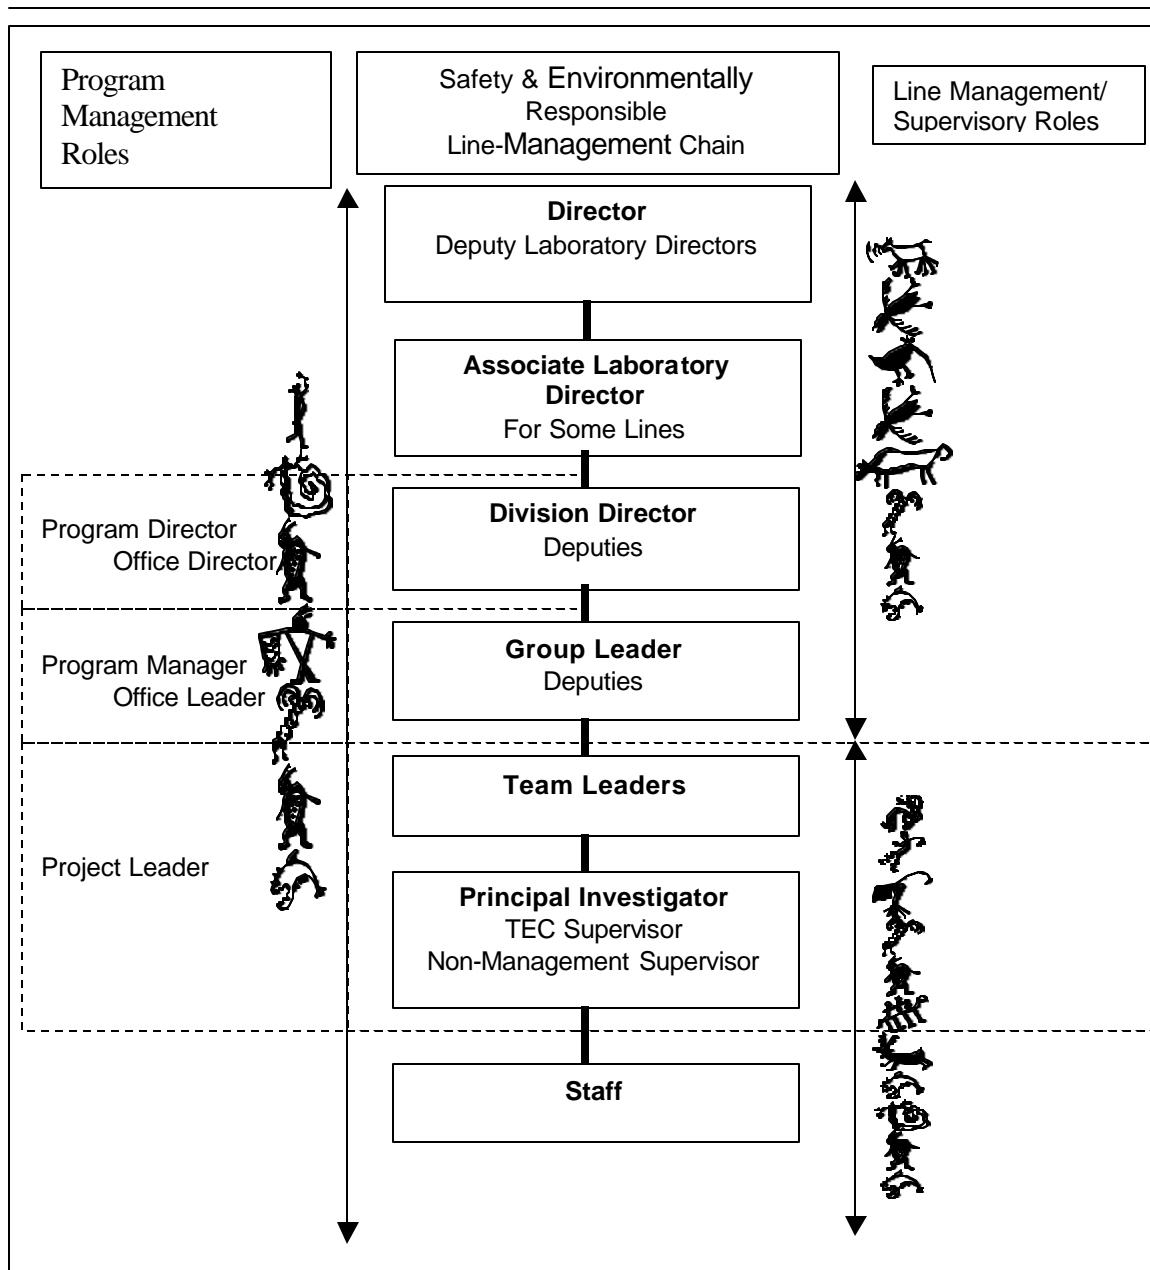 Program
Management
Roles
Safety & Environmentally
Responsible
Line-Management Chain
Line Management/
Supervisory Roles
Director
Deputy Laboratory Directors
Associate Laboratory
Director
For Some Lines
Program Director
Office Director
Division Director
Deputies
Program Manager
Office Leader
Group Leader
Deputies
Team Leaders
Project Leader
Principal Investigator
TEC Supervisor
Non-Management Supervisor
Staff